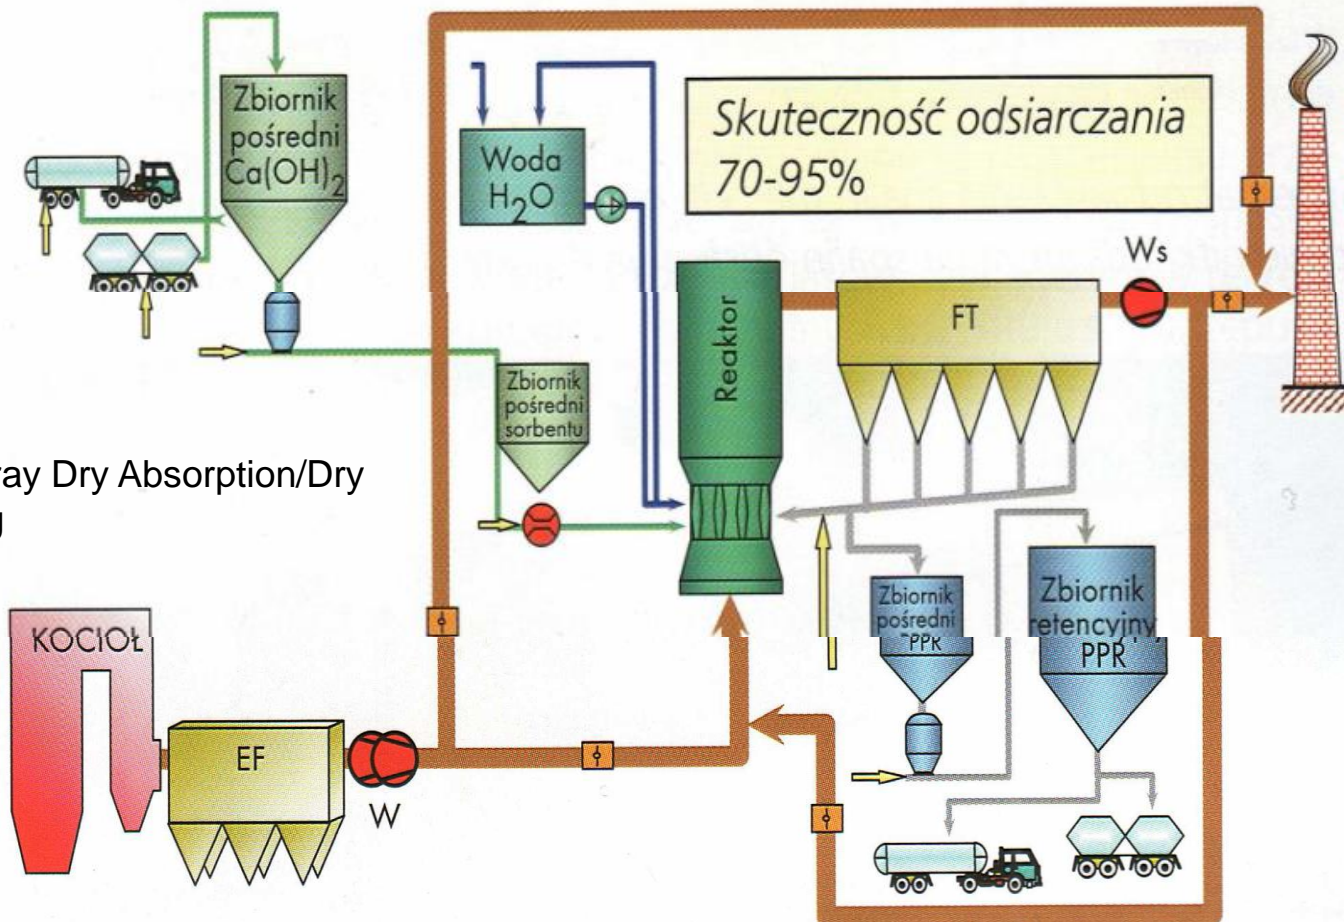 Zbiornik
pośredni
Ca(OH)₂
Woda
H₂O
Skuteczność odsiarczania
70-95%
Ws
Reaktor
FT
Zbiornik
pośredni
sorbentu
ray Dry Absorption/Dry
KOCIOŁ
EF
W
Zbiornik
pośredni
PPR
Zbiornik
retencyjny
PPR